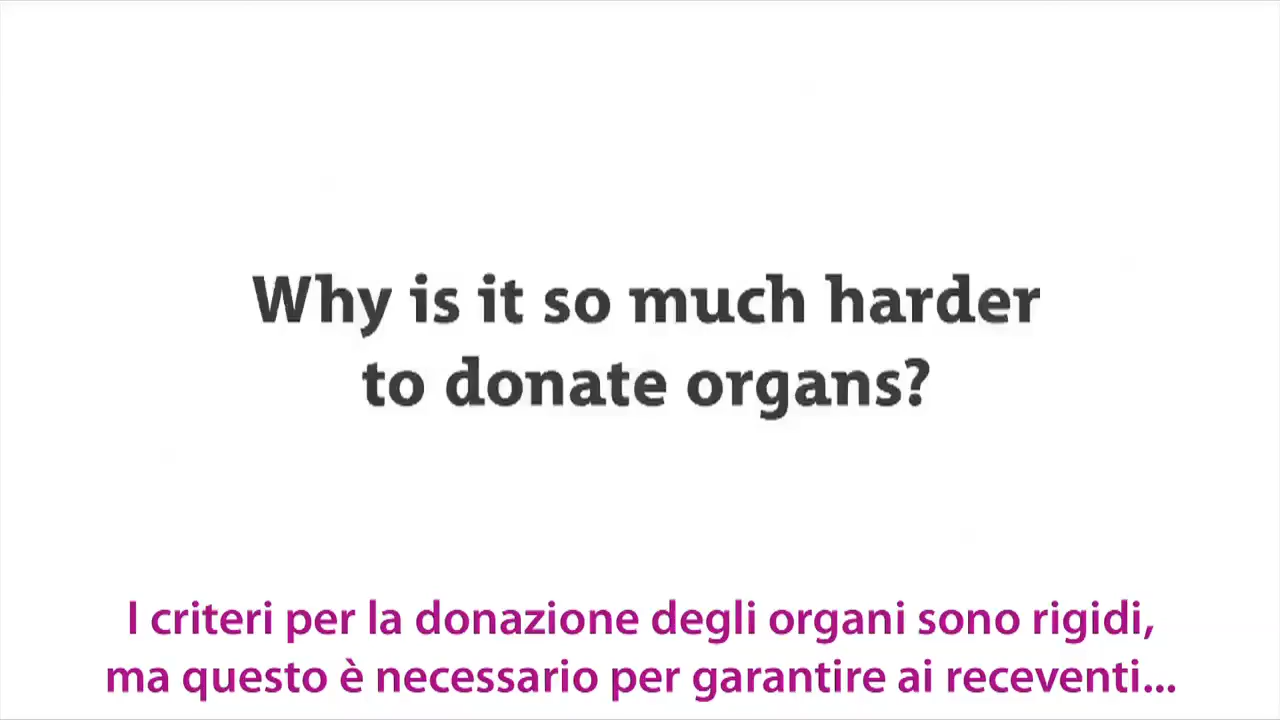 Why is it so much harder
to donate organs?
I criteri per la donazione degli organi sono rigidi,
ma questo è necessario per garantire ai receventi...